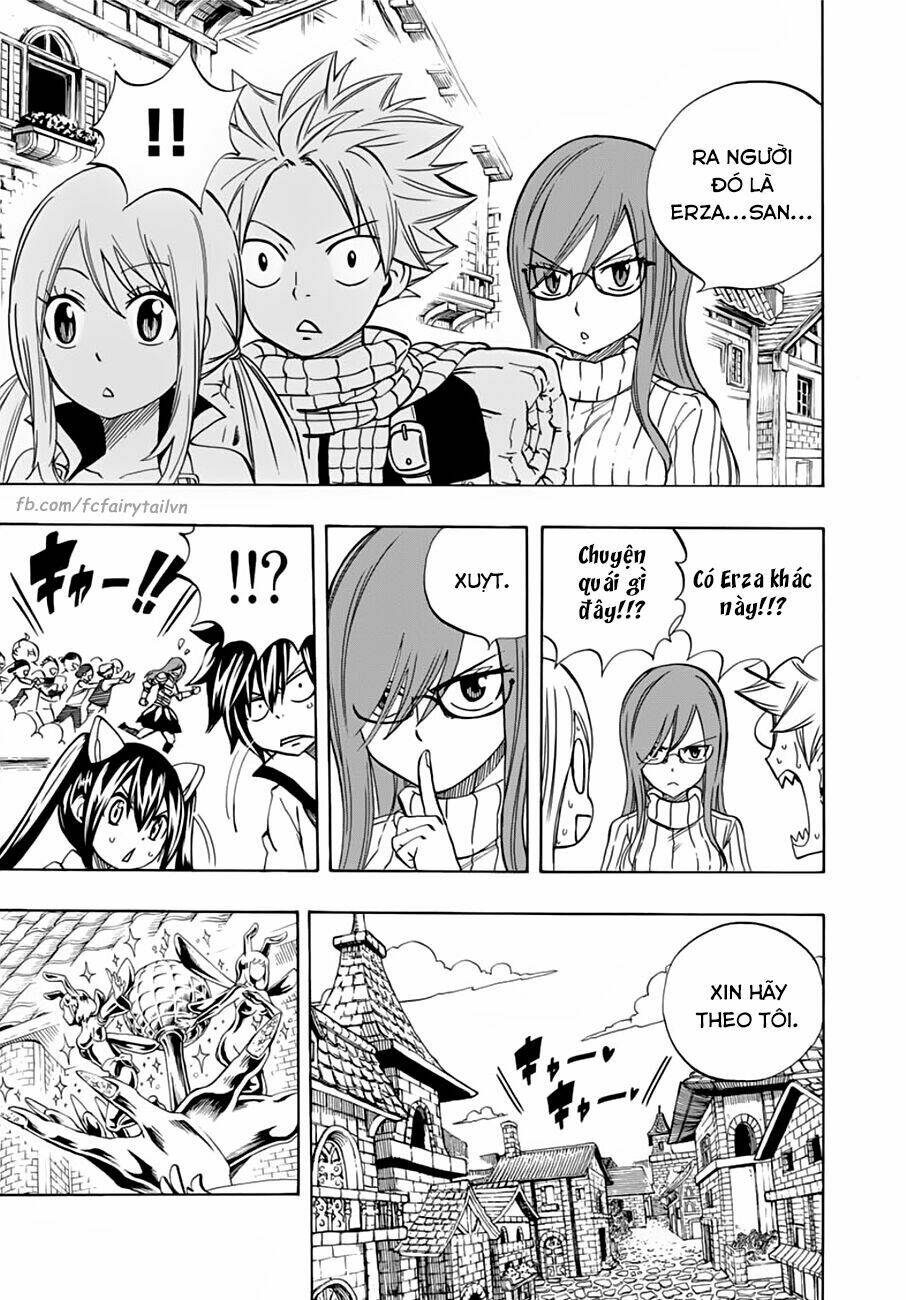 RA NGƯỜI
ĐÓ LÀ
ERZA...SAN...
!!
fb.com/fcfairytailvn
Có Erza khác
này!!?
Chuyện
quái gì
đây!!?
XUỴT.
!!?
キャー!!
XIN HÃY
THEO TÔI.
キャー♥
キャー♥